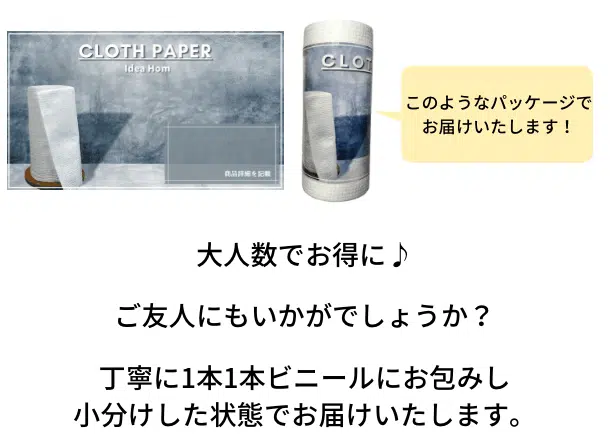 CLOTH PAPER
Idea Hom
商品詳細を記載
CLOT
このようなパッケージで
お届けいたします！
大人数でお得に♪
ご友人にもいかがでしょうか？
丁寧に1本1本ビニールにお包みし
小分けした状態でお届けいたします。